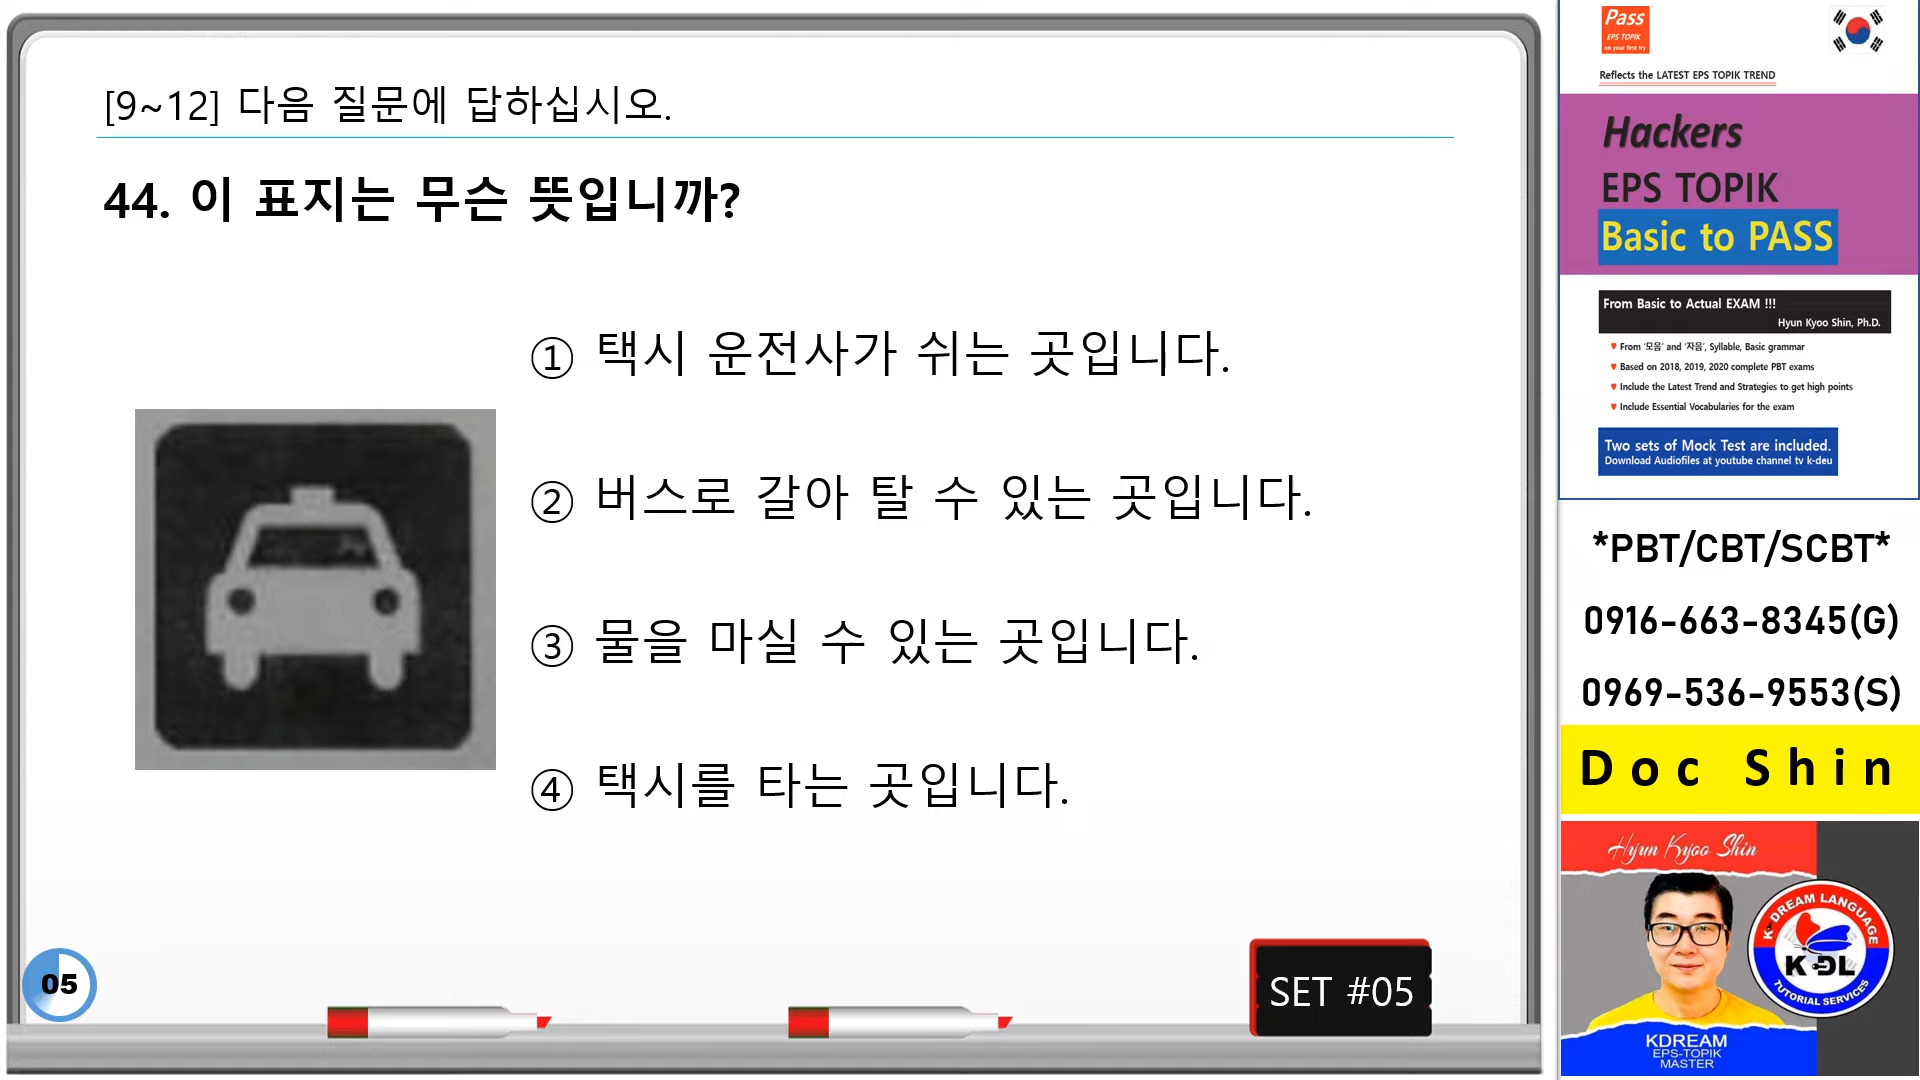 [9~12] 다음 질문에 답하십시오.
44. 이 표지는 무슨 뜻입니까?
① 택시 운전사가 쉬는 곳입니다.
② 버스로 갈아 탈 수 있는 곳입니다.
③ 물을 마실 수 있는 곳입니다.
④ 택시를 타는 곳입니다.
05
SET #05
Pass
EPS TOPIK
on your first try
Reflects the LATEST EPS TOPIK TREND
Hackers
EPS TOPIK
Basic to PASS
From Basic to Actual EXAM !!!
Hyun Kyoo Shin, Ph.D.
♥ From '모음' and '자음', Syllable, Basic grammar
♥ Based on 2018, 2019, 2020 complete PBT exams
♥ Include the Latest Trend and Strategies to get high points
♥ Include Essential Vocabularies for the exam
Two sets of Mock Test are included.
Download Audiofiles at youtube channel tv k-deu
*PBT/CBT/SCBT*
0916-663-8345(G)
0969-536-9553(S)
Doc Shin
Hyun Kyoo Shin
K-DREAM LANGUAGE
K DL
TUTORIAL SERVICES
KDREAM
EPS-TOPIK
MASTER